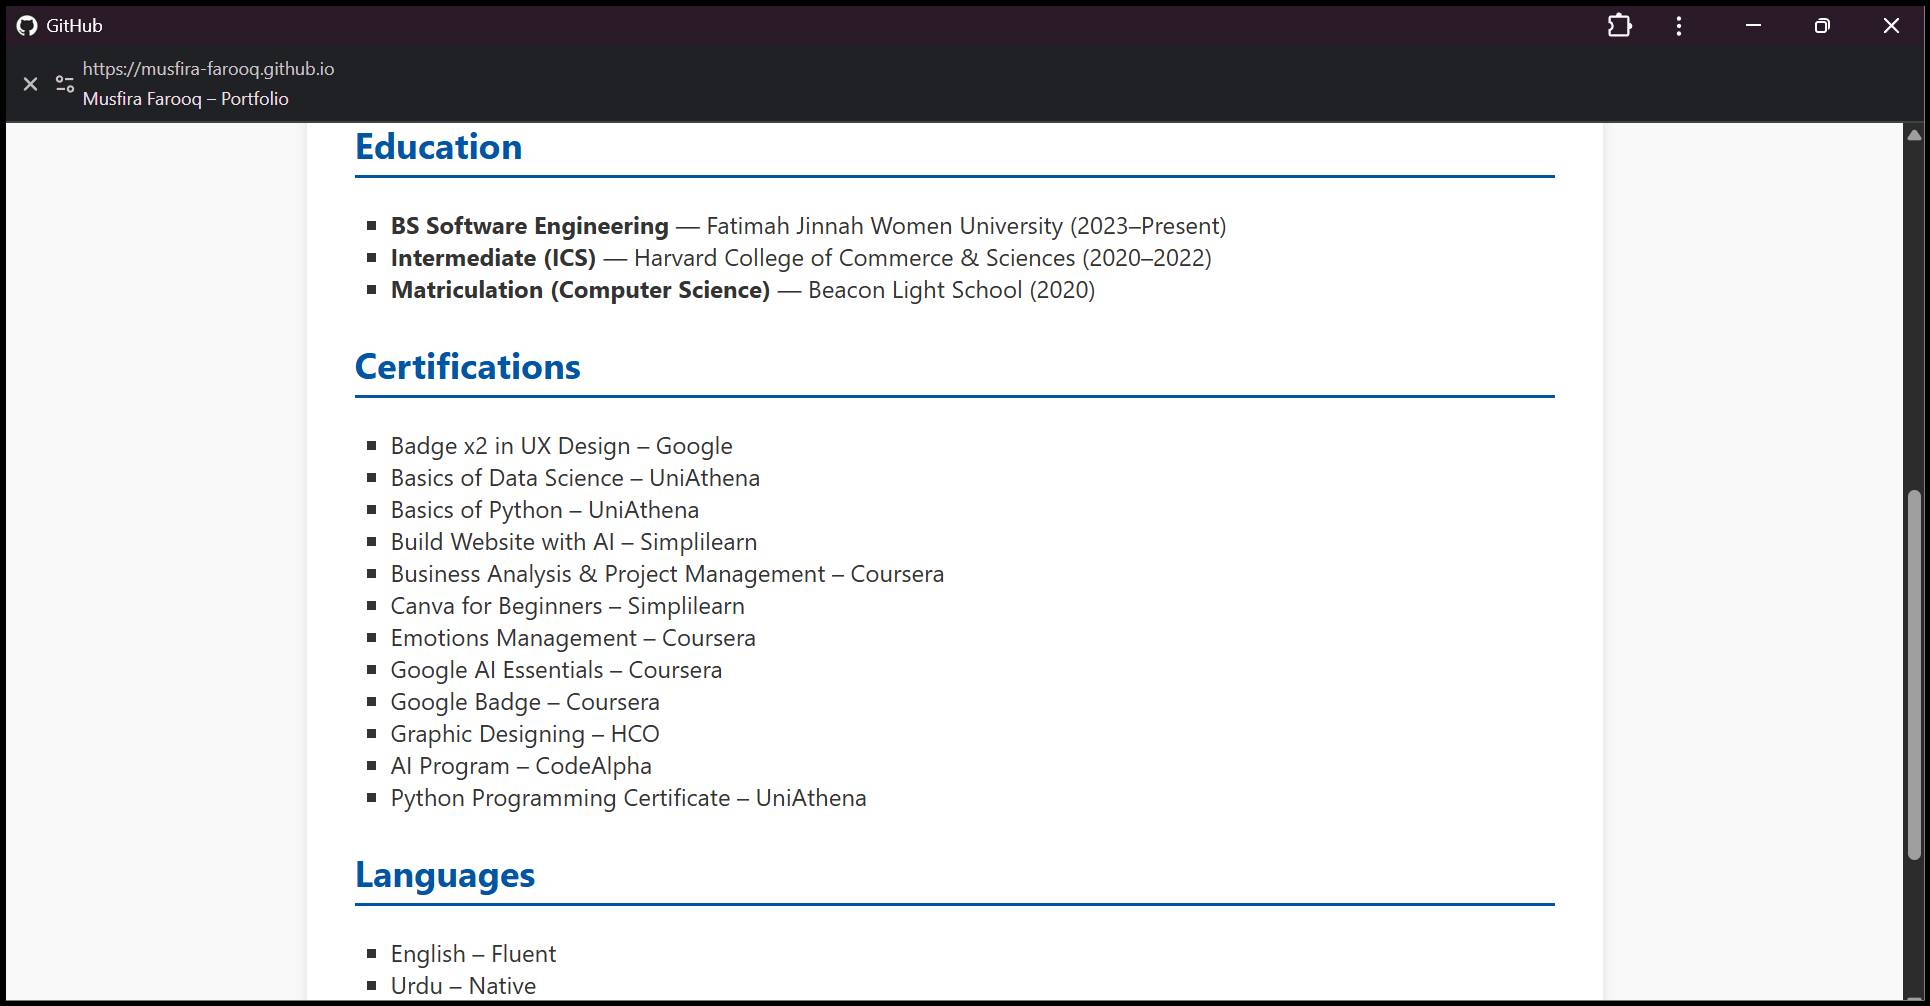 GitHub
https://musfira-farooq.github.io
Musfira Farooq – Portfolio
Education
BS Software Engineering — Fatimah Jinnah Women University (2023–Present)
Intermediate (ICS) — Harvard College of Commerce & Sciences (2020–2022)
Matriculation (Computer Science) — Beacon Light School (2020)
Certifications
Badge x2 in UX Design – Google
Basics of Data Science – UniAthena
Basics of Python – UniAthena
Build Website with AI – Simplilearn
Business Analysis & Project Management – Coursera
Canva for Beginners – Simplilearn
Emotions Management – Coursera
Google AI Essentials – Coursera
Google Badge – Coursera
Graphic Designing – HCO
AI Program – CodeAlpha
Python Programming Certificate – UniAthena
Languages
English – Fluent
Urdu – Native